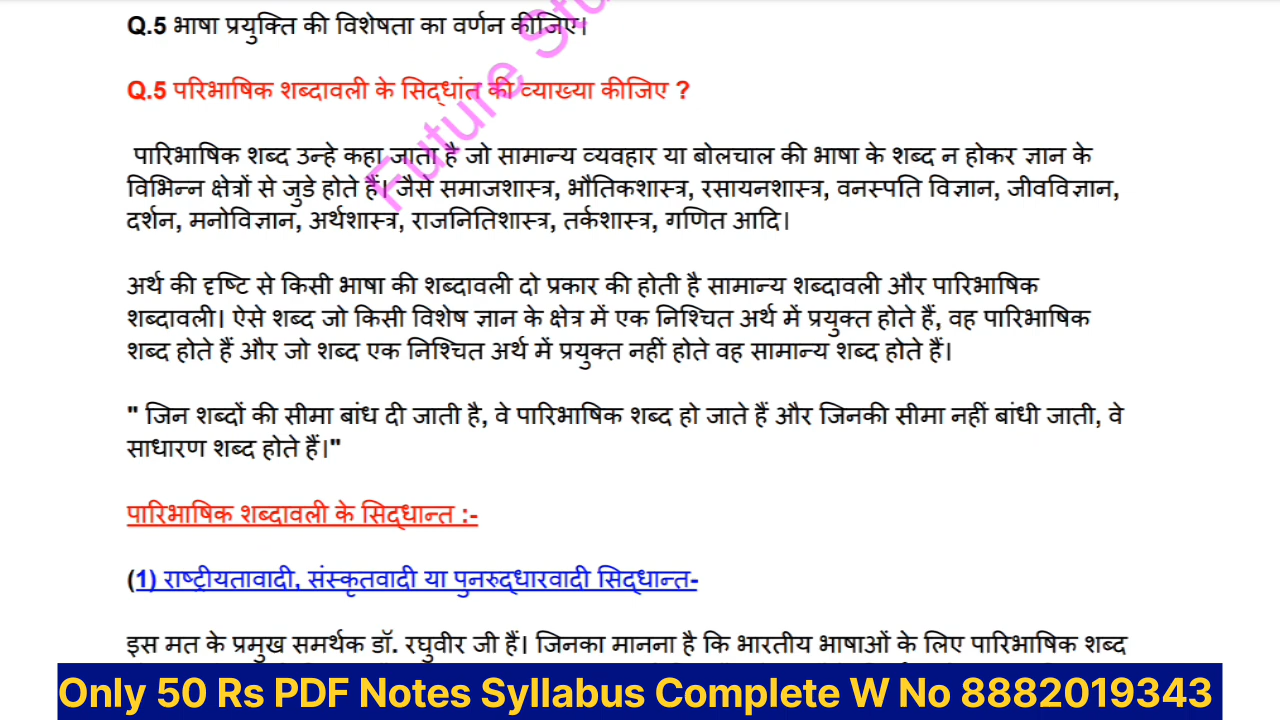 Q.5 भाषा प्रयुक्ति की विशेषता का वर्णन कीजिए।
Q.5 परिभाषिक शब्दावली के सिद्धांत की व्याख्या कीजिए ?
पारिभाषिक शब्द उन्हे कहा जाता है जो सामान्य व्यवहार या बोलचाल की भाषा के शब्द न होकर ज्ञान के
विभिन्न क्षेत्रों से जुडे होते हैं। जैसे समाजशास्त्र, भौतिकशास्त्र, रसायनशास्त्र, वनस्पति विज्ञान, जीवविज्ञान,
दर्शन, मनोविज्ञान, अर्थशास्त्र, राजनितिशास्त्र, तर्कशास्त्र, गणित आदि।
अर्थ की दृष्टि से किसी भाषा की शब्दावली दो प्रकार की होती है सामान्य शब्दावली और पारिभाषिक
शब्दावली। ऐसे शब्द जो किसी विशेष ज्ञान के क्षेत्र में एक निश्चित अर्थ में प्रयुक्त होते हैं, वह पारिभाषिक
शब्द होते हैं और जो शब्द एक निश्चित अर्थ में प्रयुक्त नहीं होते वह सामान्य शब्द होते हैं।
" जिन शब्दों की सीमा बांध दी जाती है, वे पारिभाषिक शब्द हो जाते हैं और जिनकी सीमा नहीं बांधी जाती, वे
साधारण शब्द होते हैं।"
पारिभाषिक शब्दावली के सिद्धान्त :-
(1) राष्ट्रीयतावादी, संस्कृतवादी या पुनरुद्धारवादी सिद्धान्त-
इस मत के प्रमुख समर्थक डॉ. रघुवीर जी हैं। जिनका मानना है कि भारतीय भाषाओं के लिए पारिभाषिक शब्द
Future
Only 50 Rs PDF Notes Syllabus Complete W No 8882019343